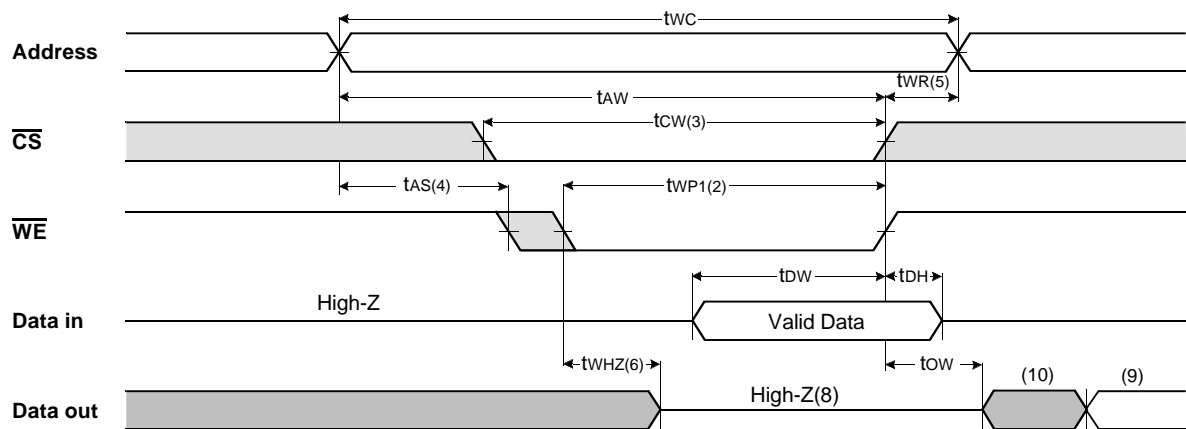 tWC
Address
tAW
tWR(5)
tCW(3)
CS
tAS(4)
tWP1(2)
WE
tDW
tDH
High-Z
Data in
Valid Data
tWHZ(6)
tOW
(10)
(9)
High-Z(8)
Data out